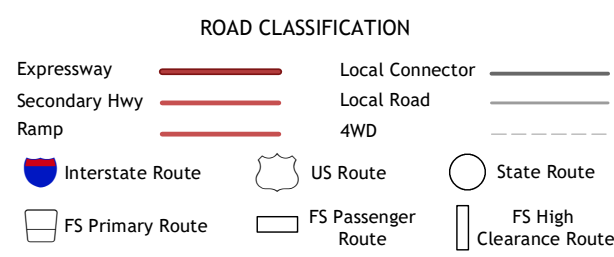 ROAD CLASSIFICATION
Expressway
Local Connector
Secondary Hwy
Local Road
Ramp
4WD
Interstate Route
US Route
State Route
FS Primary Route
FS Passenger
Route
FS High
Clearance Route